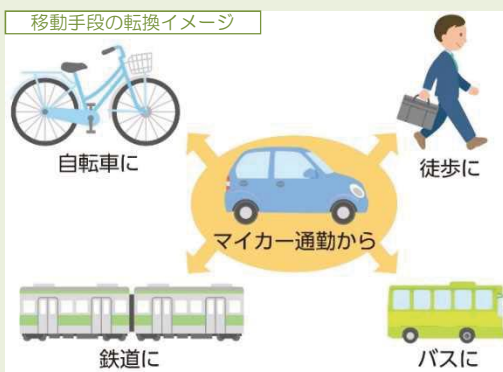 移動手段の転換イメージ
自転車に
徒歩に
マイカー通勤から
鉄道に
バスに